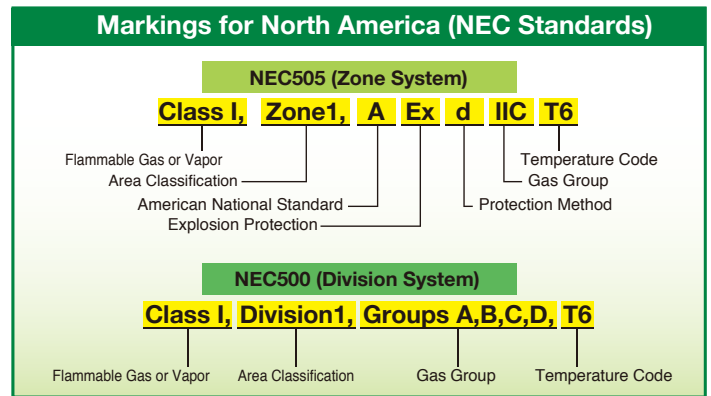 Markings for North America (NEC Standards)
NEC505 (Zone System)
Class I, Zone1, A Ex d IIC T6
Flammable Gas or Vapor Temperature Code
Area Classification Gas Group
American National Standard Protection Method
Explosion Protection
NEC500 (Division System)
Class I, Division1, Groups A,B,C,D, T6
Flammable Gas or Vapor Area Classification Gas Group Temperature Code